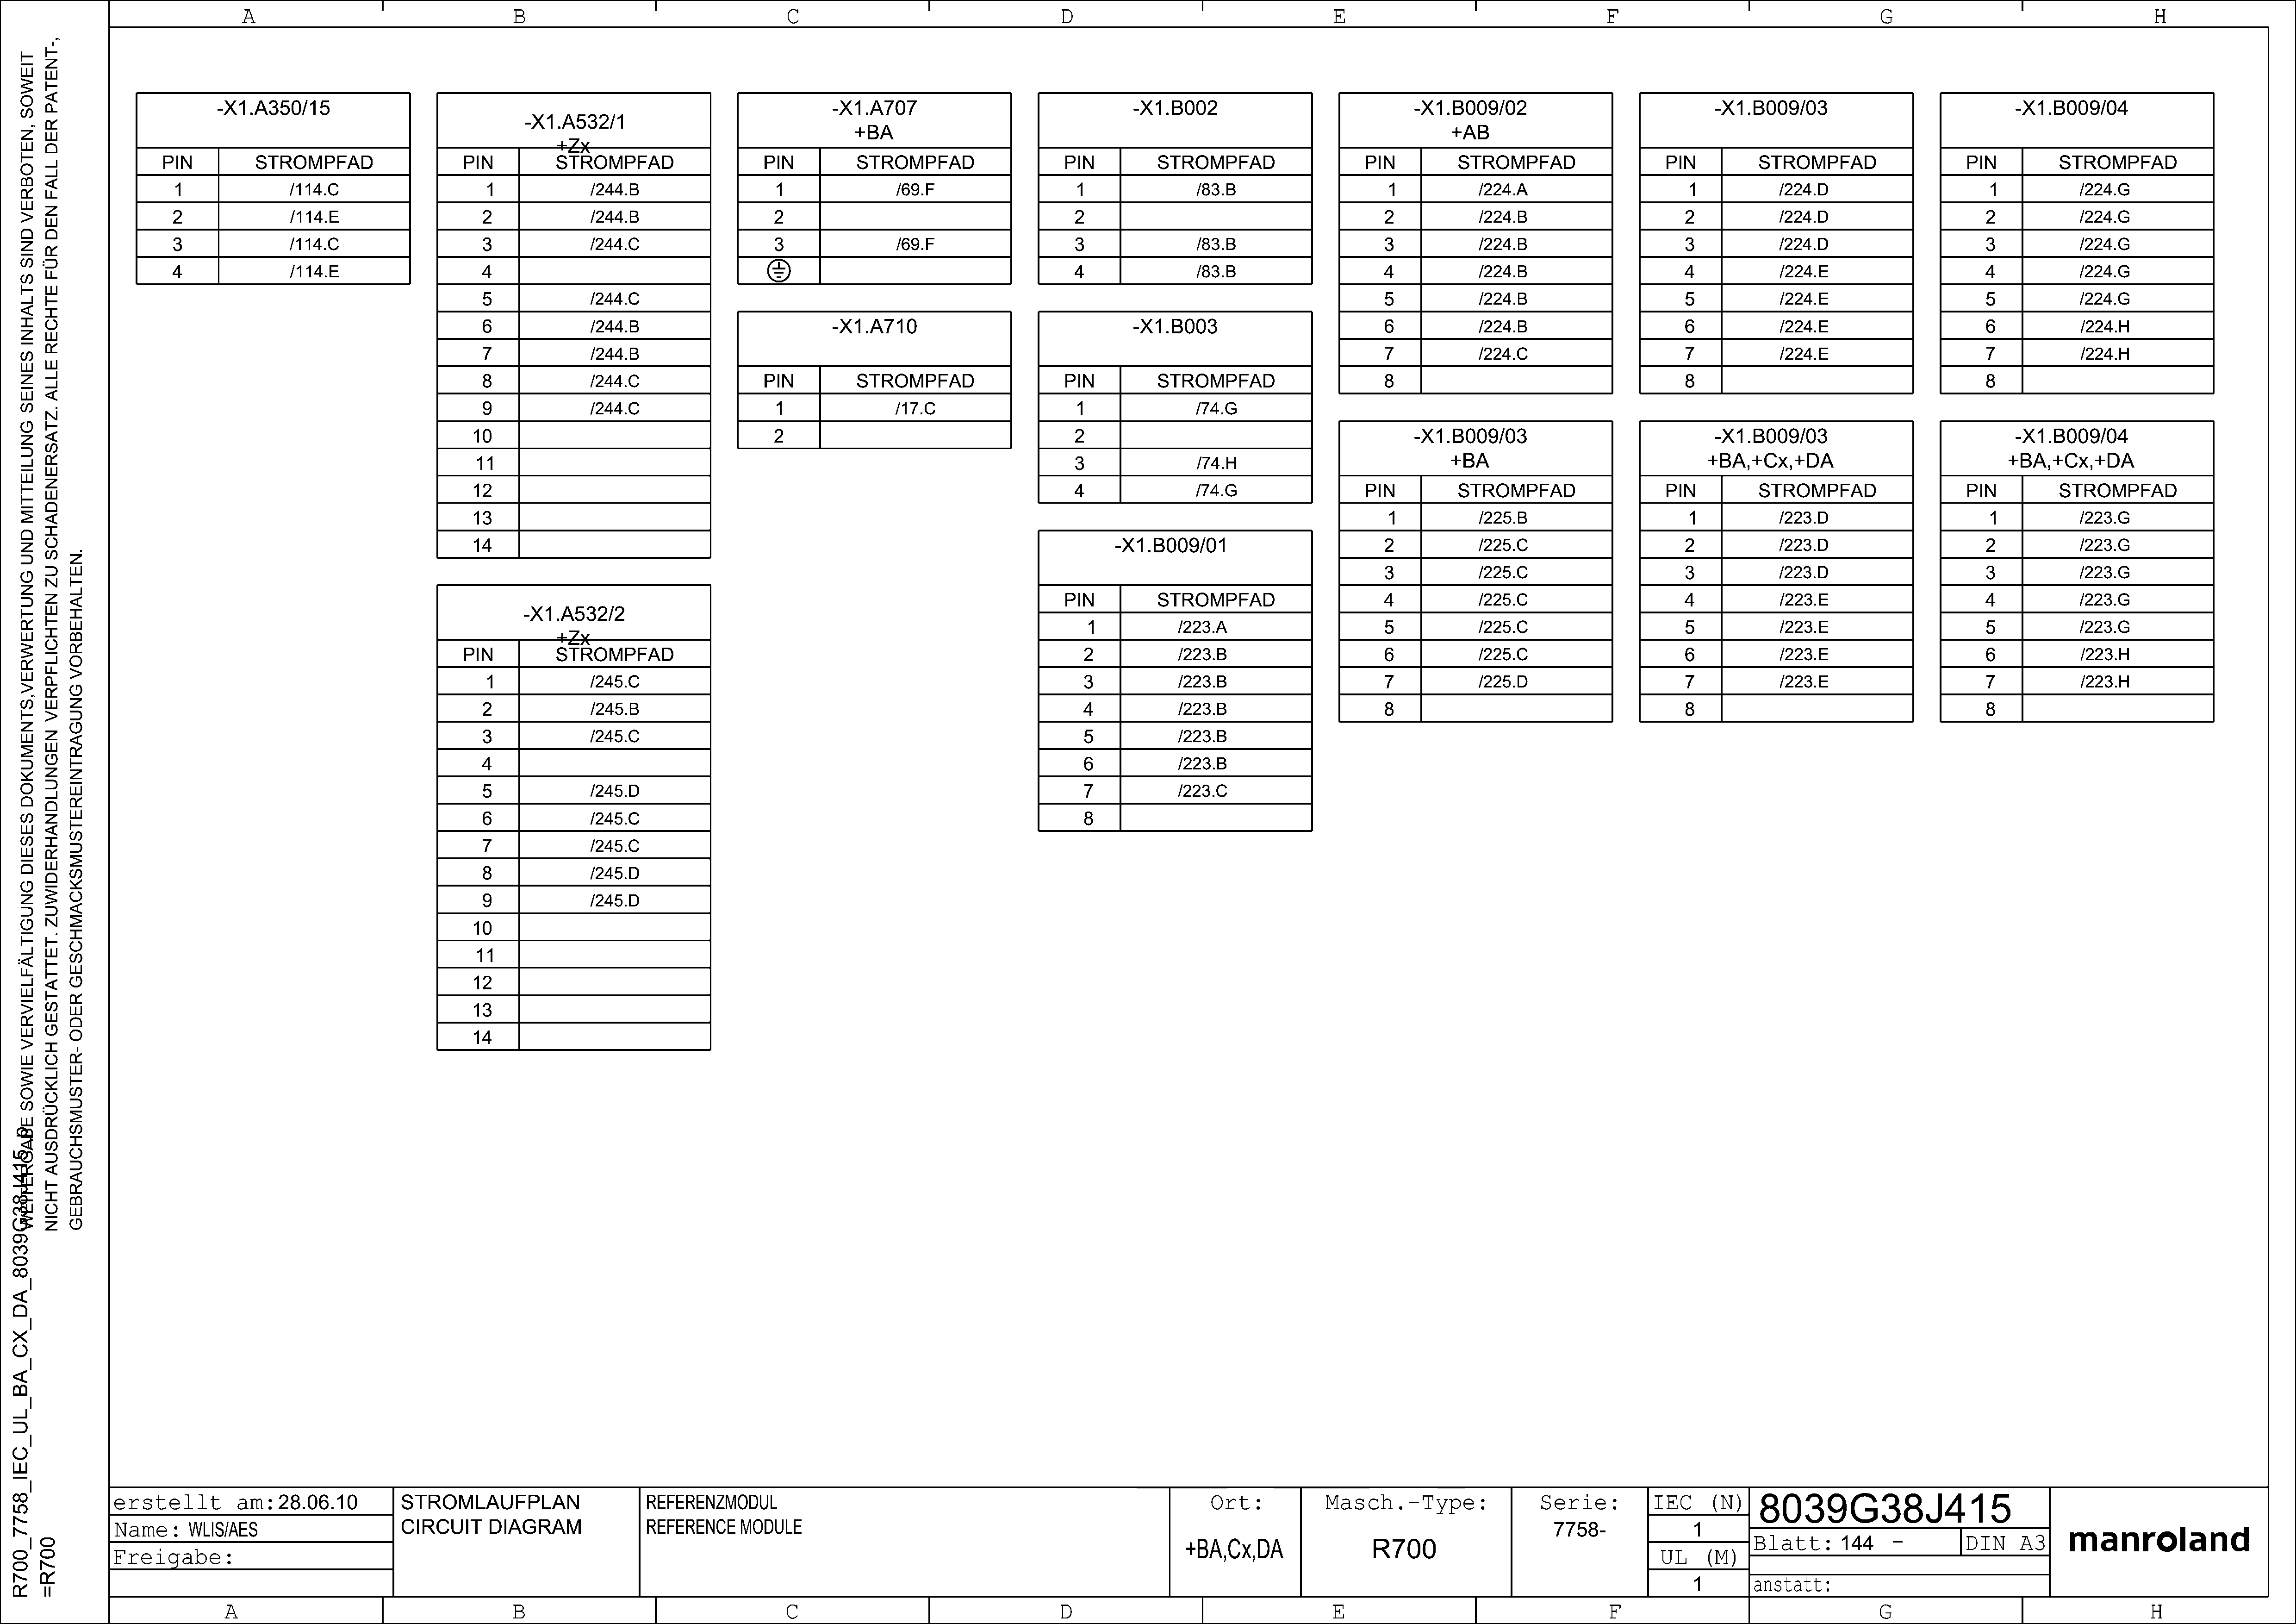 A B C D E F G H
-X1.A350/15
PIN STROMPFAD
1 /114.C
2 /114.E
3 /114.C
4 /114.E
-X1.A532/1
+Zx
PIN STROMPFAD
1 /244.B
2 /244.B
3 /244.C
4
5 /244.C
6 /244.B
7 /244.B
8 /244.C
9 /244.C
10
11
12
13
14
-X1.A532/2
+Zx
PIN STROMPFAD
1 /245.C
2 /245.B
3 /245.C
4
5 /245.D
6 /245.C
7 /245.C
8 /245.D
9 /245.D
10
11
12
13
14
-X1.A707
+BA
PIN STROMPFAD
1 /69.F
2
3 /69.F
-X1.A710
PIN STROMPFAD
1 /17.C
2
-X1.B002
PIN STROMPFAD
1 /83.B
2
3 /83.B
4 /83.B
-X1.B003
PIN STROMPFAD
1 /74.G
2
3 /74.H
4 /74.G
-X1.B009/01
PIN STROMPFAD
1 /223.A
2 /223.B
3 /223.B
4 /223.B
5 /223.B
6 /223.B
7 /223.C
8
-X1.B009/02
+AB
PIN STROMPFAD
1 /224.A
2 /224.B
3 /224.B
4 /224.B
5 /224.B
6 /224.B
7 /224.C
8
-X1.B009/03
+BA
PIN STROMPFAD
1 /225.B
2 /225.C
3 /225.C
4 /225.C
5 /225.C
6 /225.C
7 /225.D
8
-X1.B009/03
PIN STROMPFAD
1 /224.D
2 /224.D
3 /224.D
4 /224.E
5 /224.E
6 /224.E
7 /224.E
8
-X1.B009/03
+BA,+Cx,+DA
PIN STROMPFAD
1 /223.D
2 /223.D
3 /223.D
4 /223.E
5 /223.E
6 /223.E
7 /223.E
8
-X1.B009/04
PIN STROMPFAD
1 /224.G
2 /224.G
3 /224.G
4 /224.G
5 /224.G
6 /224.H
7 /224.H
8
-X1.B009/04
+BA,+Cx,+DA
PIN STROMPFAD
1 /223.G
2 /223.G
3 /223.G
4 /223.G
5 /223.G
6 /223.H
7 /223.H
8
WEITERGABE SOWIE VERVIELFÄLTIGUNG DIESES DOKUMENTS,VERWERTUNG UND MITTEILUNG SEINES INHALTS SIND VERBOTEN, SOWEIT
NICHT AUSDRÜCKLICH GESTATTET. ZUWIDERHANDLUNGEN VERPFLICHTEN ZU SCHADENERSATZ. ALLE RECHTE FÜR DEN FALL DER PATENT-,
GEBRAUCHSMUSTER- ODER GESCHMACKSMUSTEREINTRAGUNG VORBEHALTEN.
R700_7758_IEC_UL_BA_CX_DA_8039G38J415_P
=R700
erstellt am: 28.06.10
Name: WLIS/AES
Freigabe:
STROMLAUFPLAN
CIRCUIT DIAGRAM
REFERENZMODUL
REFERENCE MODULE
Ort:
+BA,Cx,DA
Masch.-Type:
R700
Serie:
7758-
IEC (N)
1
UL (M)
1
8039G38J415
Blatt: 144 - DIN A3
anstatt:
manroland
A B C D E F G H